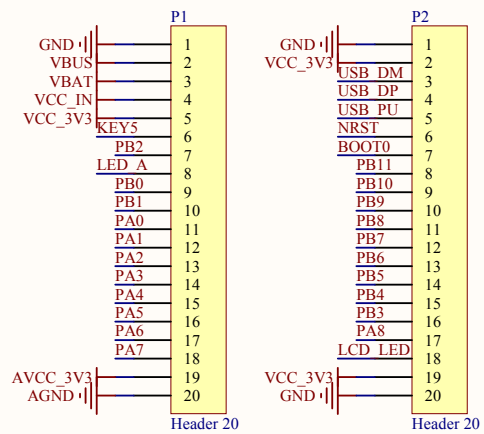 P1
GND 1
VBUS 2
VBAT 3
VCC_IN 4
VCC_3V3 5
KEY5 6
PB2 7
LED_A 8
PB0 9
PB1 10
PA0 11
PA1 12
PA2 13
PA3 14
PA4 15
PA5 16
PA6 17
PA7 18
AVCC_3V3 19
AGND 20
Header 20
P2
GND 1
VCC_3V3 2
USB_DM 3
USB_DP 4
USB_PU 5
NRST 6
BOOT0 7
PB11 8
PB10 9
PB9 10
PB8 11
PB7 12
PB6 13
PB5 14
PB4 15
PB3 16
PA8 17
LCD_LED 18
VCC_3V3 19
GND 20
Header 20